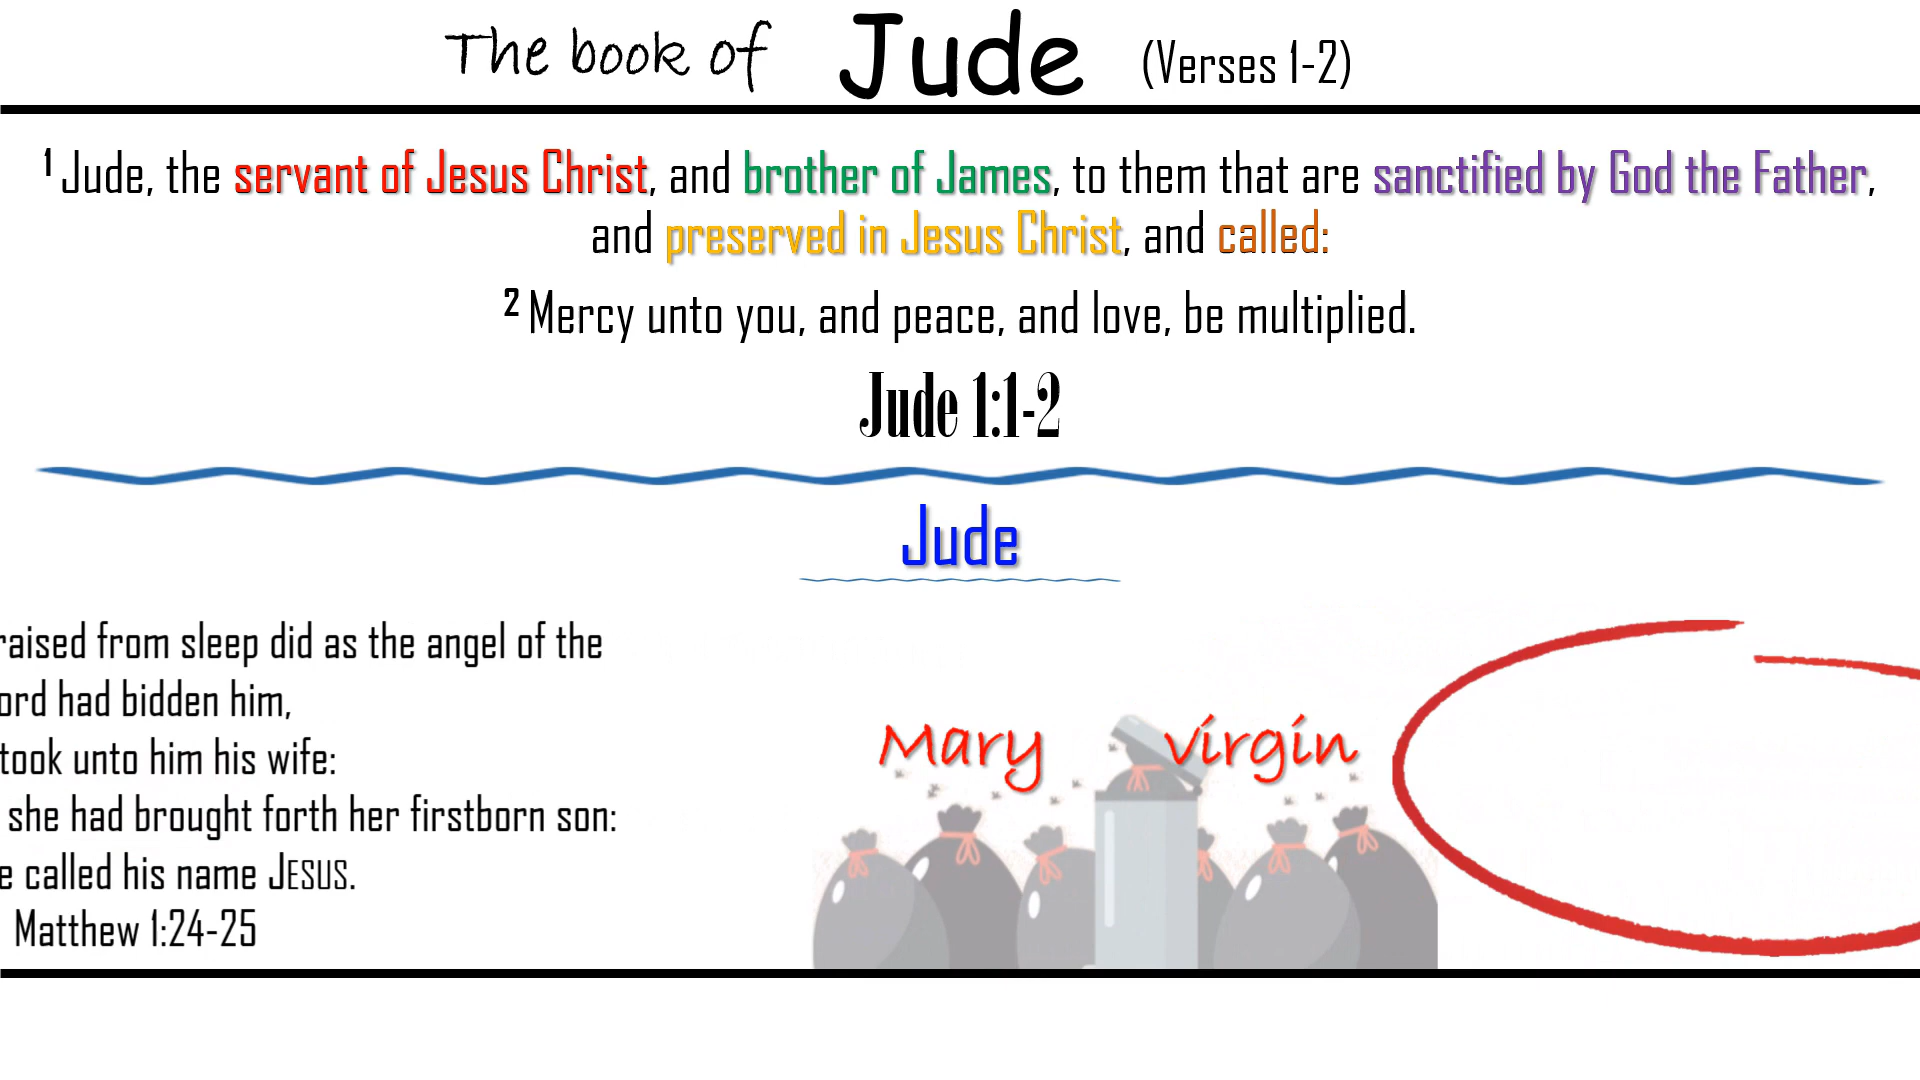 The book of Jude (Verses 1-2)
1 Jude, the servant of Jesus Christ, and brother of James, to them that are sanctified by God the Father,
and preserved in Jesus Christ, and called:
2 Mercy unto you, and peace, and love, be multiplied.
Jude 1:1-2
Jude
raised from sleep did as the angel of the
ord had bidden him,
took unto him his wife:
she had brought forth her firstborn son:
e called his name JESUS.
Matthew 1:24-25
Mary virgin